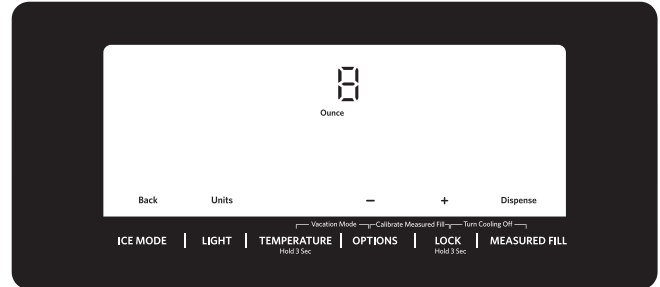 8
Ounce
Back Units − + Dispense
Vacation Mode Calibrate Measured Fill Turn Cooling Off
ICE MODE LIGHT TEMPERATURE OPTIONS LOCK MEASURED FILL
Hold 3 Sec Hold 3 Sec